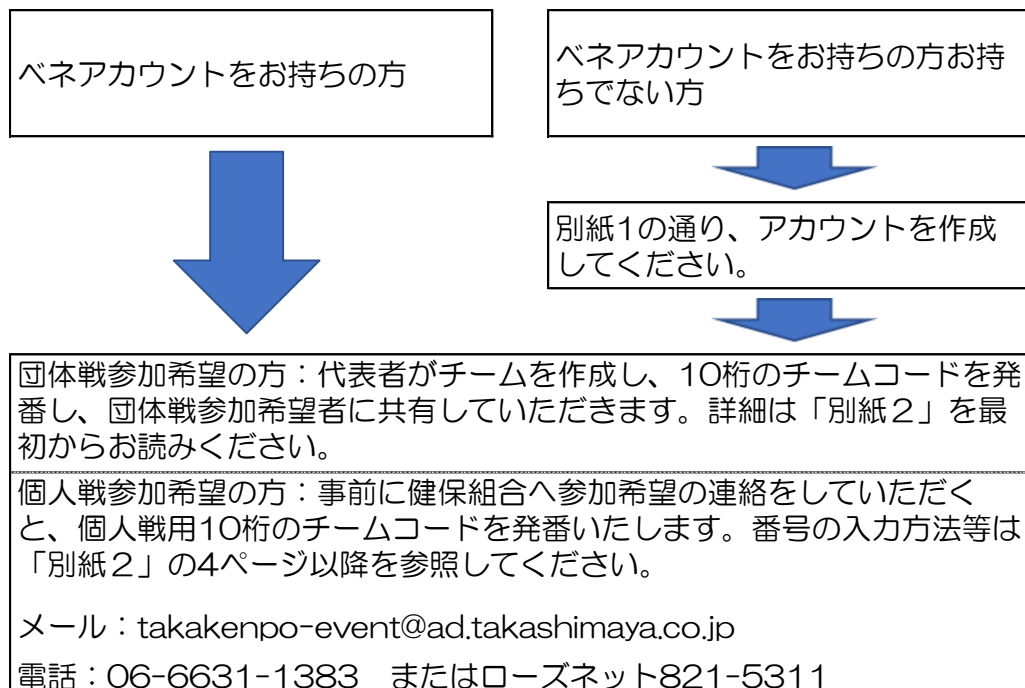 ベネアカウントをお持ちの方
ベネアカウントをお持ちの方お持
ちでない方
別紙1の通り、アカウントを作成
してください。
団体戦参加希望の方：代表者がチームを作成し、10桁のチームコードを発
番し、団体戦参加希望者に共有していただきます。詳細は「別紙２」を最
初からお読みください。
個人戦参加希望の方：事前に健保組合へ参加希望の連絡をしていただく
と、個人戦用10桁のチームコードを発番いたします。番号の入力方法等は
「別紙２」の4ページ以降を参照してください。
メール：takakenpo-event@ad.takashimaya.co.jp
電話：06-6631-1383　またはローズネット821-5311